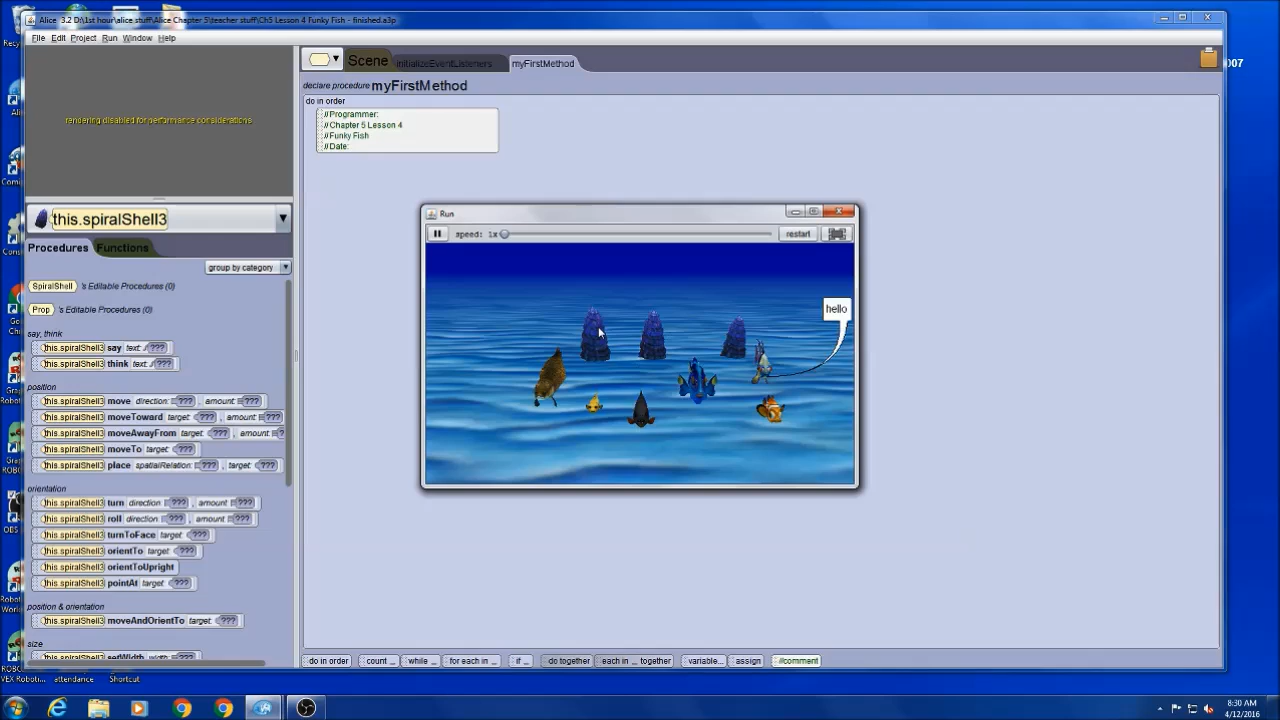 Alice 3.2 D:\1st hour\alice stuff\Alice Chapter 5\teacher stuff\Ch5 Lesson 4 Funky Fish - finished.a3p
File Edit Project Run Window Help
Scene initializeEventListeners myFirstMethod
007
declare procedure myFirstMethod
do in order
//Programmer:
//Chapter 5 Lesson 4
//Funky Fish
//Date:
rendering disabled for performance considerations
this.spiralShell3
Procedures Functions
group by category
SpiralShell 's Editable Procedures (0)
Prop 's Editable Procedures (0)
say, think
this.spiralShell3 say text: ???
this.spiralShell3 think text: ???
position
this.spiralShell3 move direction: ??? , amount: ???
this.spiralShell3 moveToward target: ??? , amount: ???
this.spiralShell3 moveAwayFrom target: ??? , amount: ?
this.spiralShell3 moveTo target: ???
this.spiralShell3 place spatialRelation: ??? , target: ???
orientation
this.spiralShell3 turn direction: ??? , amount: ???
this.spiralShell3 roll direction: ??? , amount: ???
this.spiralShell3 turnToFace target: ???
this.spiralShell3 orientTo target: ???
this.spiralShell3 orientToUpright
this.spiralShell3 pointAt target: ???
position & orientation
this.spiralShell3 moveAndOrientTo target: ???
size
this.spiralShell3 setWidth width: ???
Run
speed: 1x restart
hello
do in order count _ while _ for each in _ if _ do together each in _ together variable... assign //comment
VEX Roboti... attendance Shortcut
8:30 AM
4/12/2016